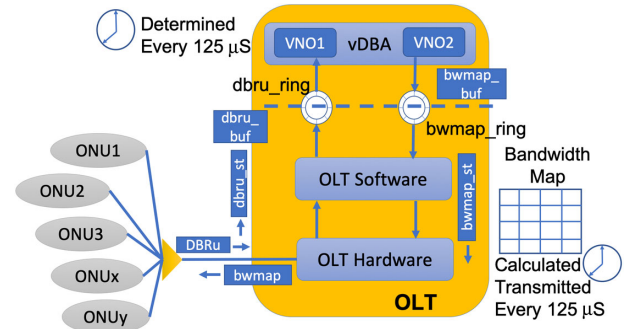 Determined
Every 125 µS
VNO1
vDBA
VNO2
dbru_ring
bwmap_
buf
dbru_
buf
bwmap_ring
ONU1
ONU2
ONU3
ONUx
ONUy
dbru_st
OLT Software
bwmap_st
Bandwidth
Map
DBRu
bwmap
OLT Hardware
OLT
Calculated
Transmitted
Every 125 µS